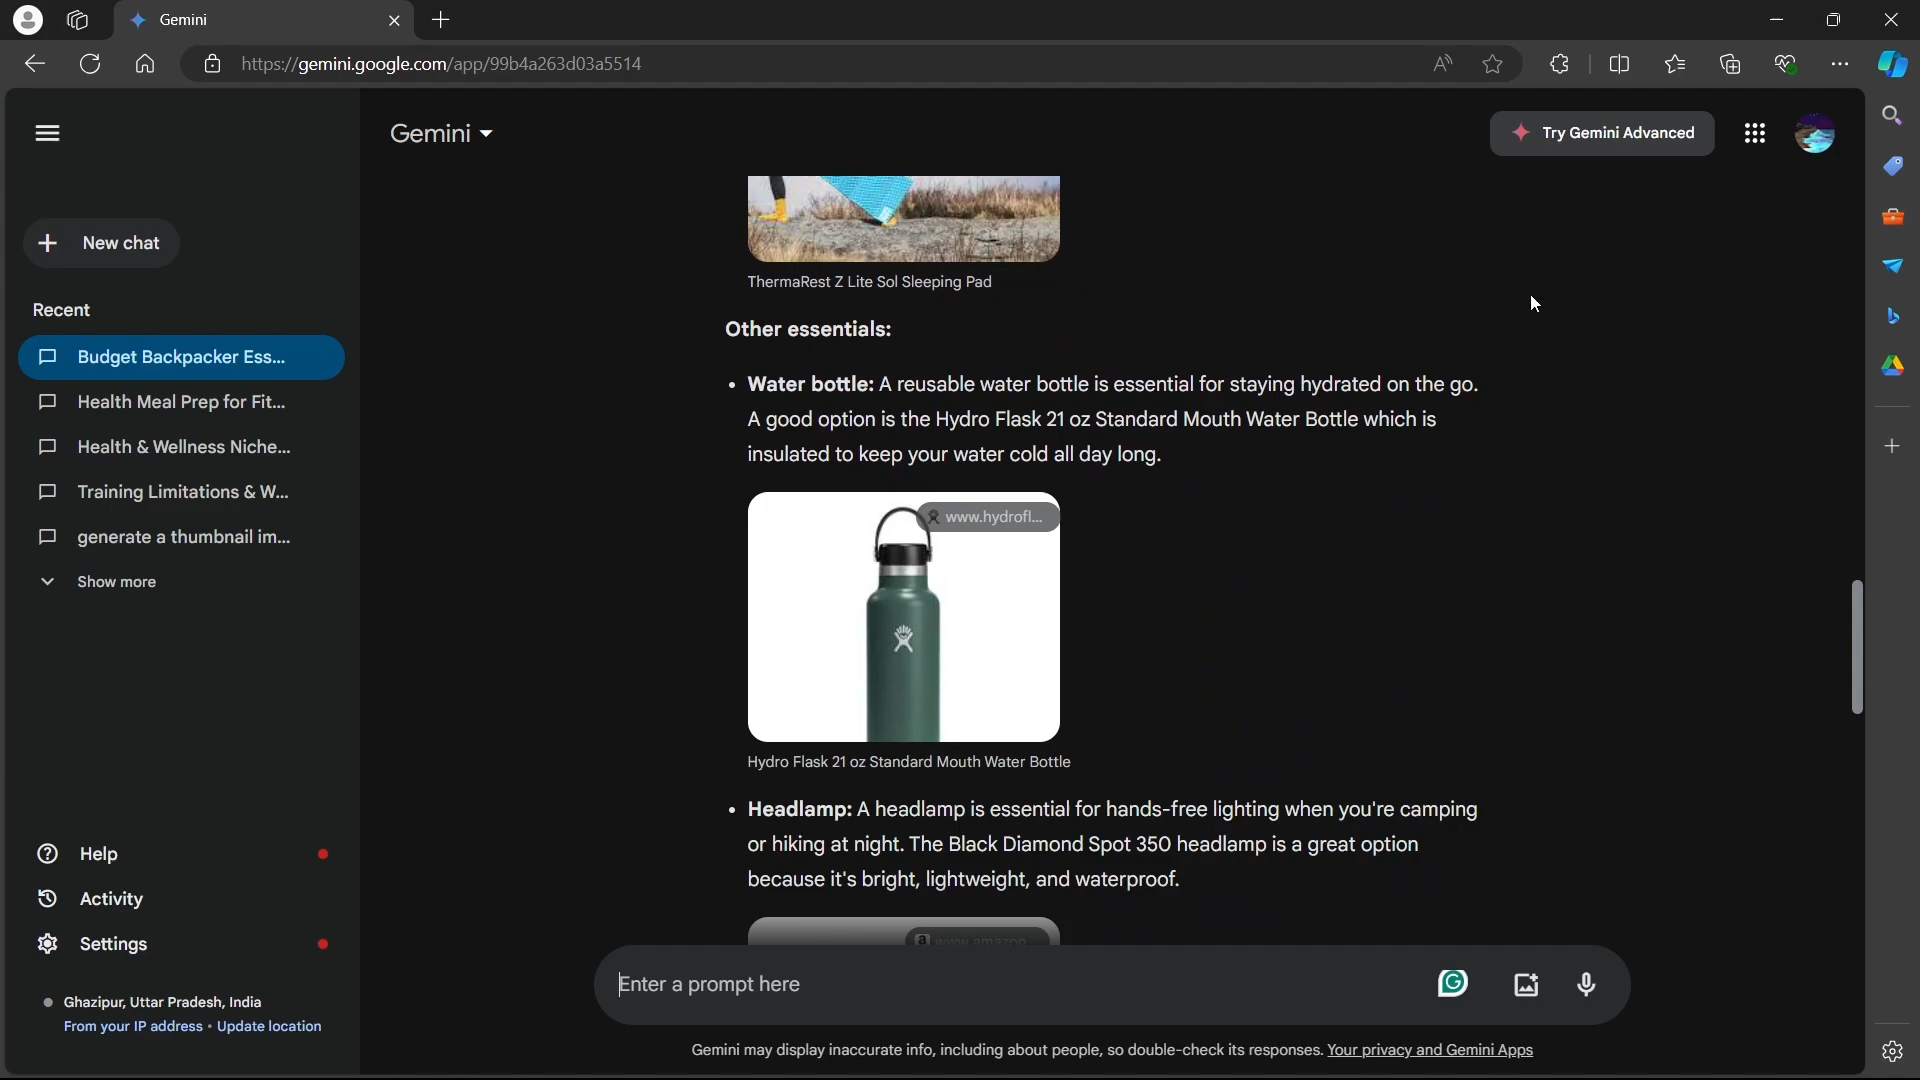 Gemini
https://gemini.google.com/app/99b4a263d03a5514
Gemini
Try Gemini Advanced
New chat
Recent
Budget Backpacker Ess...
Health Meal Prep for Fit...
Health & Wellness Niche...
Training Limitations & W...
generate a thumbnail im...
Show more
Help
Activity
Settings
Ghazipur, Uttar Pradesh, India
From your IP address • Update location
ThermaRest Z Lite Sol Sleeping Pad
Other essentials:
• Water bottle: A reusable water bottle is essential for staying hydrated on the go.
A good option is the Hydro Flask 21 oz Standard Mouth Water Bottle which is
insulated to keep your water cold all day long.
www.hydrofl...
Hydro Flask 21 oz Standard Mouth Water Bottle
• Headlamp: A headlamp is essential for hands-free lighting when you're camping
or hiking at night. The Black Diamond Spot 350 headlamp is a great option
because it's bright, lightweight, and waterproof.
www.amazon
Enter a prompt here
Gemini may display inaccurate info, including about people, so double-check its responses. Your privacy and Gemini Apps